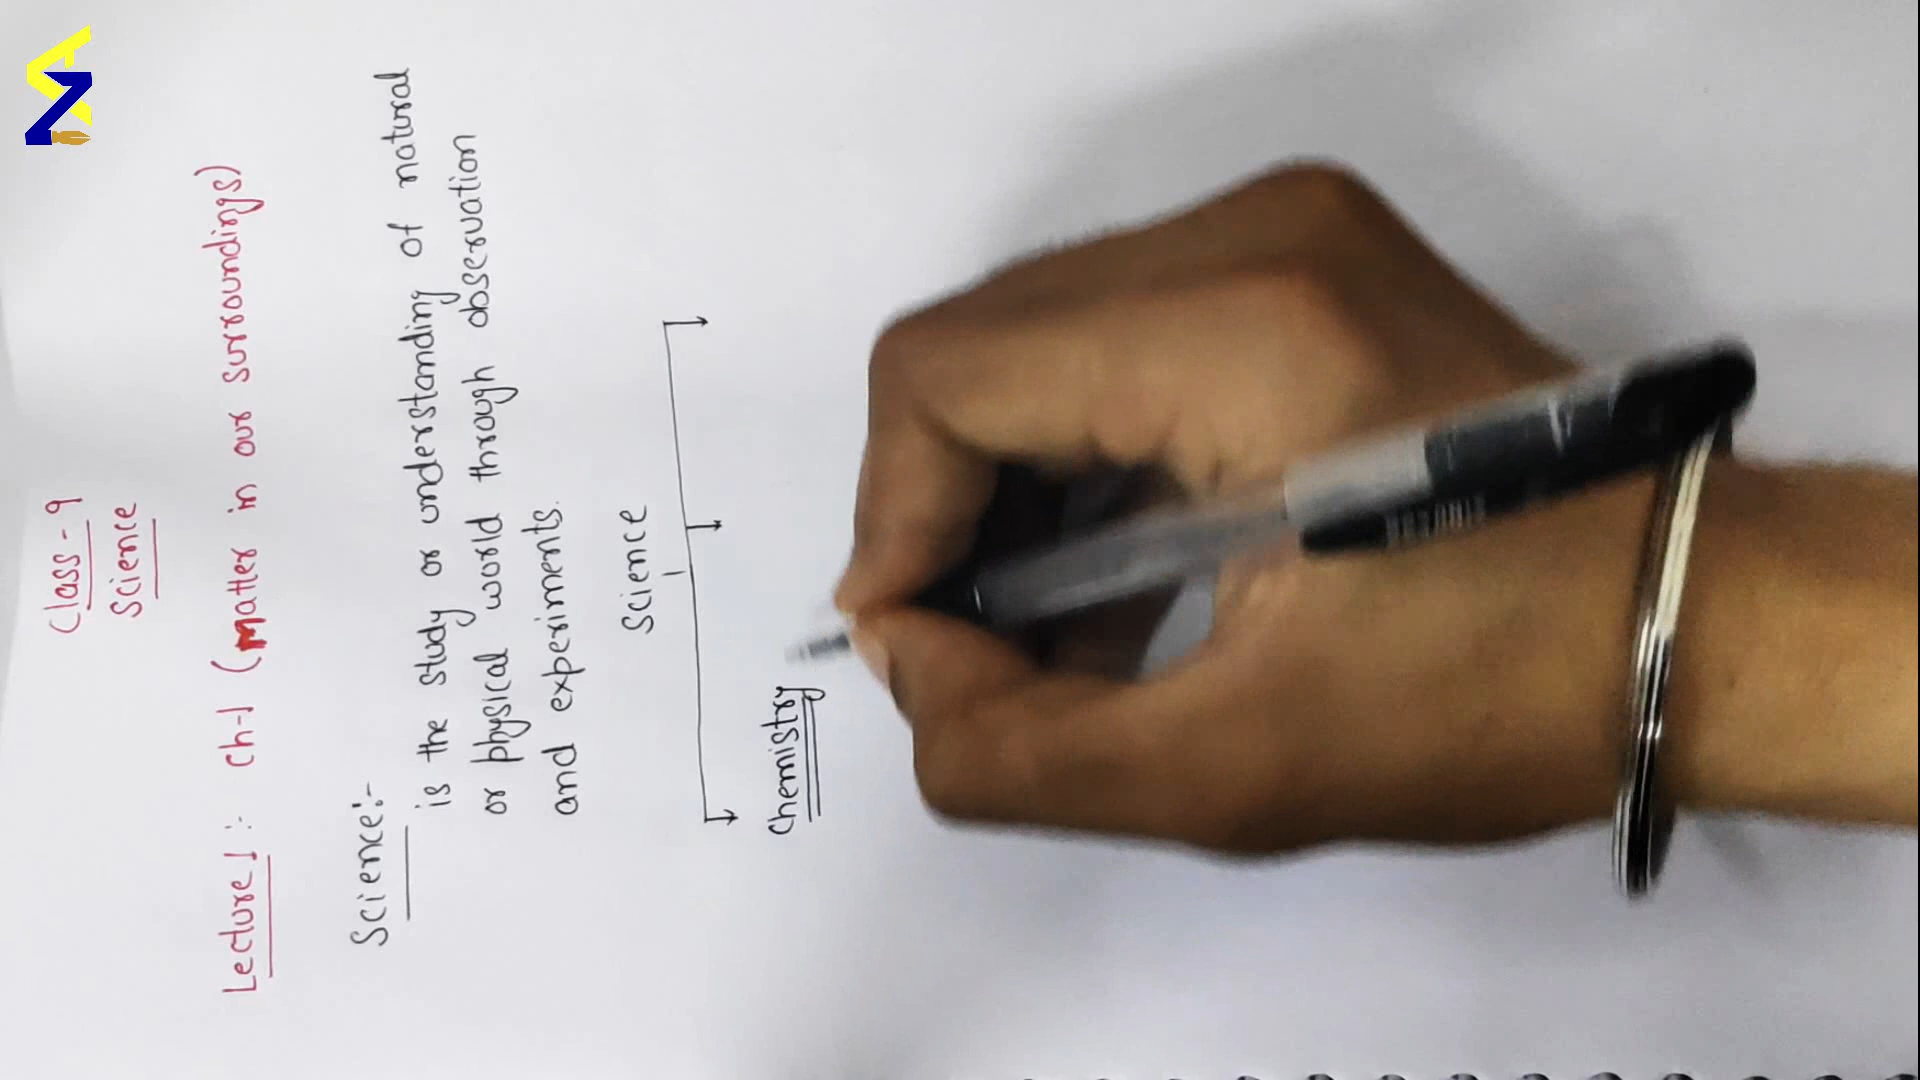 Class-9
Science
Lecture 1:- Ch-1 (Matter in our surroundings)
Science:-
is the study or understanding of natural
or physical world through observation
and experiments.
Science
Chemistry